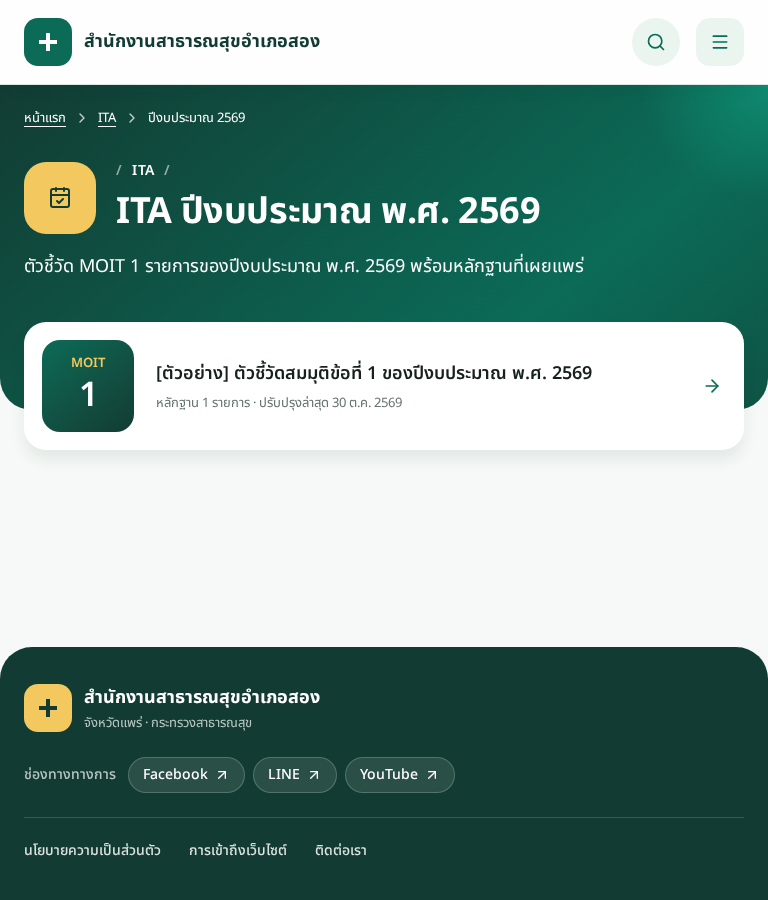 สำนักงานสาธารณสุขอำเภอสอง
หน้าแรก > ITA > ปีงบประมาณ 2569
/ ITA /
ITA ปีงบประมาณ พ.ศ. 2569
ตัวชี้วัด MOIT 1 รายการของปีงบประมาณ พ.ศ. 2569 พร้อมหลักฐานที่เผยแพร่
MOIT
1
[ตัวอย่าง] ตัวชี้วัดสมมุติข้อที่ 1 ของปีงบประมาณ พ.ศ. 2569
หลักฐาน 1 รายการ · ปรับปรุงล่าสุด 30 ต.ค. 2569
สำนักงานสาธารณสุขอำเภอสอง
จังหวัดแพร่ · กระทรวงสาธารณสุข
ช่องทางทางการ Facebook LINE YouTube
นโยบายความเป็นส่วนตัว การเข้าถึงเว็บไซต์ ติดต่อเรา